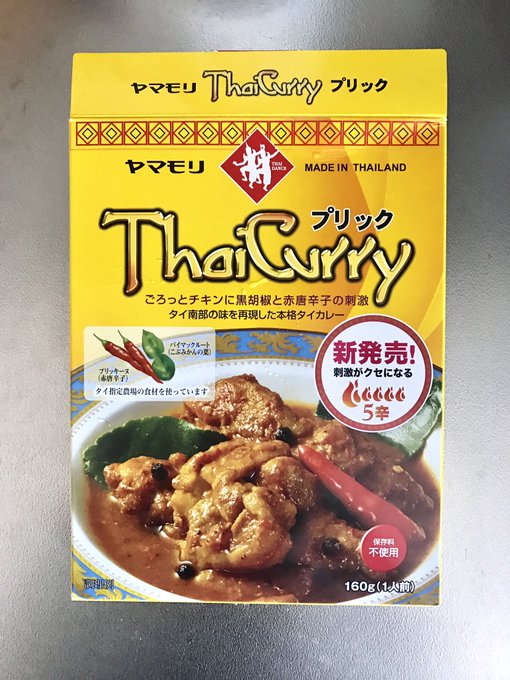 ヤマモリ ThaiCurry プリック
ヤマモリ
THAI DANCE
MADE IN THAILAND
プリック
ThaiCurry
ごろっとチキンに黒胡椒と赤唐辛子の刺激
タイ南部の味を再現した本格タイカレー
バイマックルート
(こぶみかんの葉)
プリッキーヌ
(赤唐辛子)
タイ指定農場の食材を使っています
新発売!
刺激がクセになる
5辛
保存料
不使用
調理例
160g(1人前)